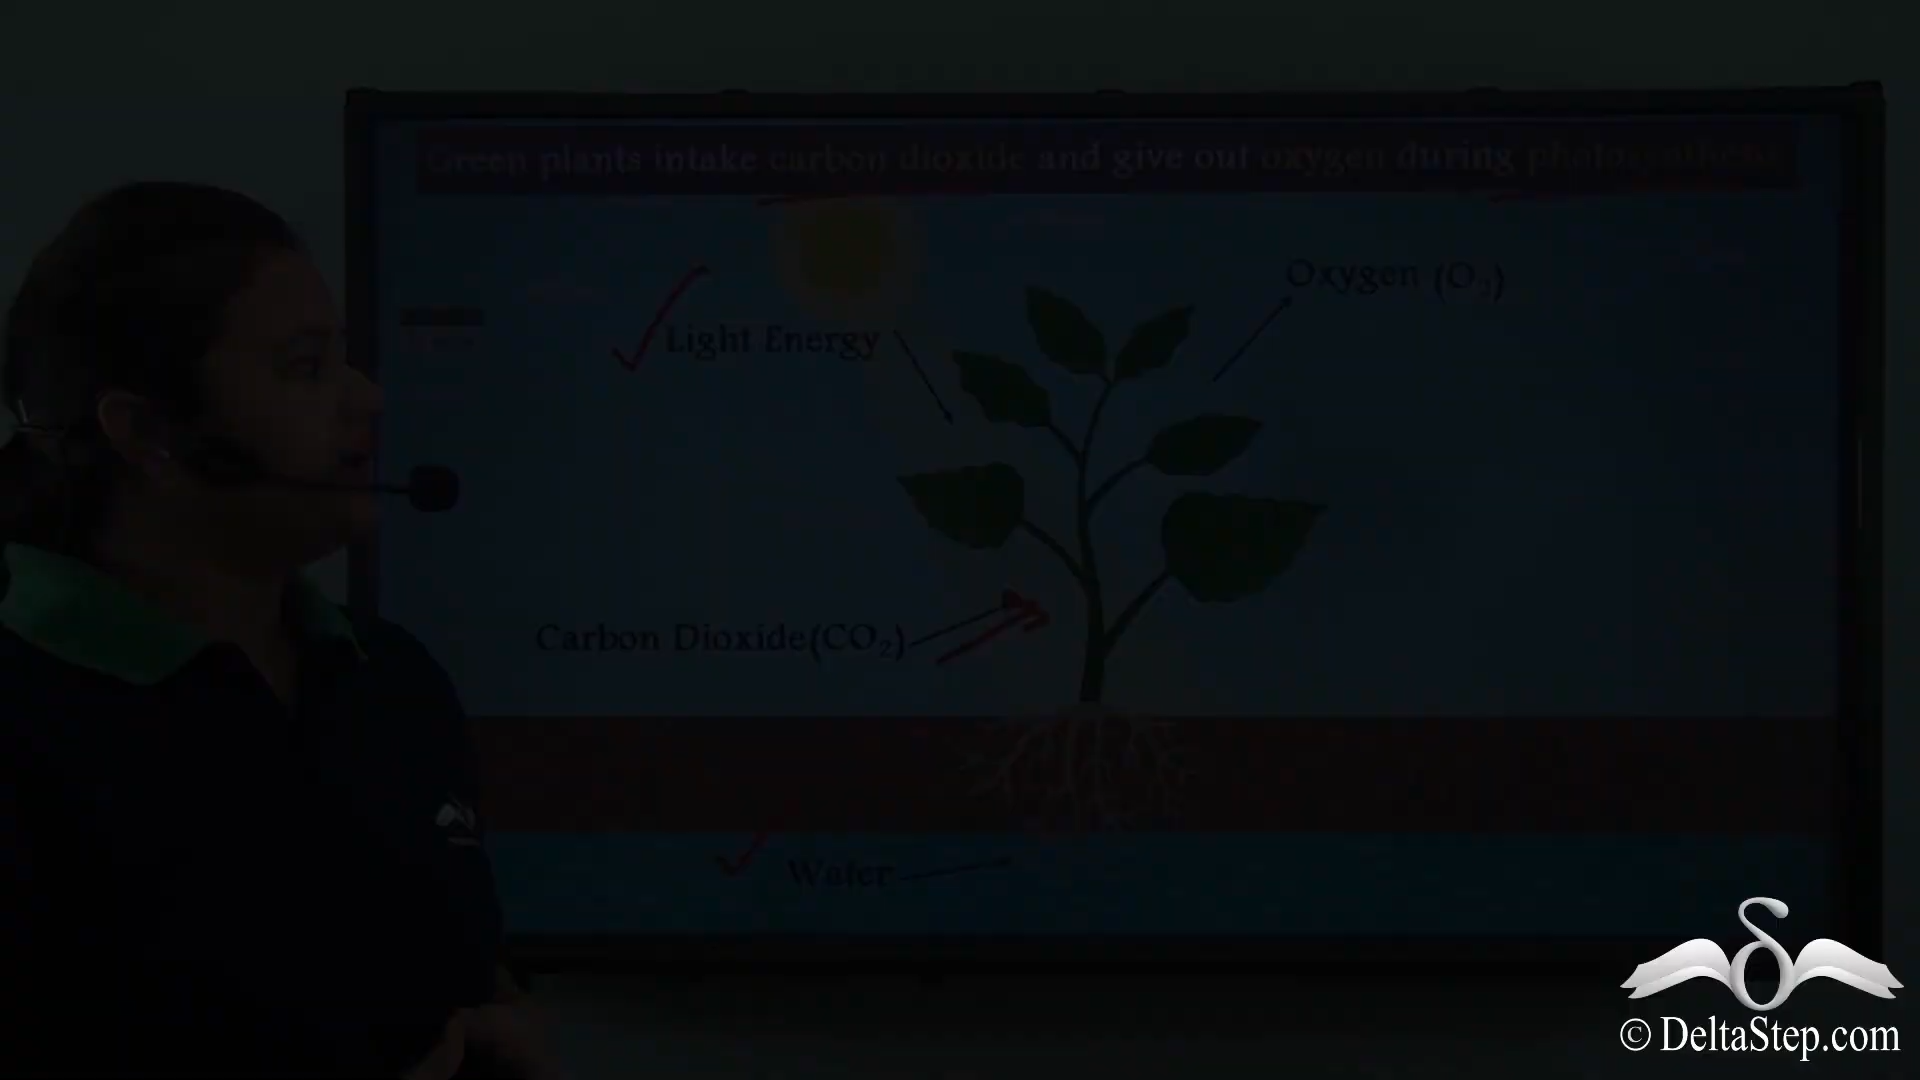 Green plants intake carbon dioxide and give out oxygen during photosynthesis
Oxygen (O₂)
Light Energy
Carbon Dioxide(CO₂)
Water
© DeltaStep.com